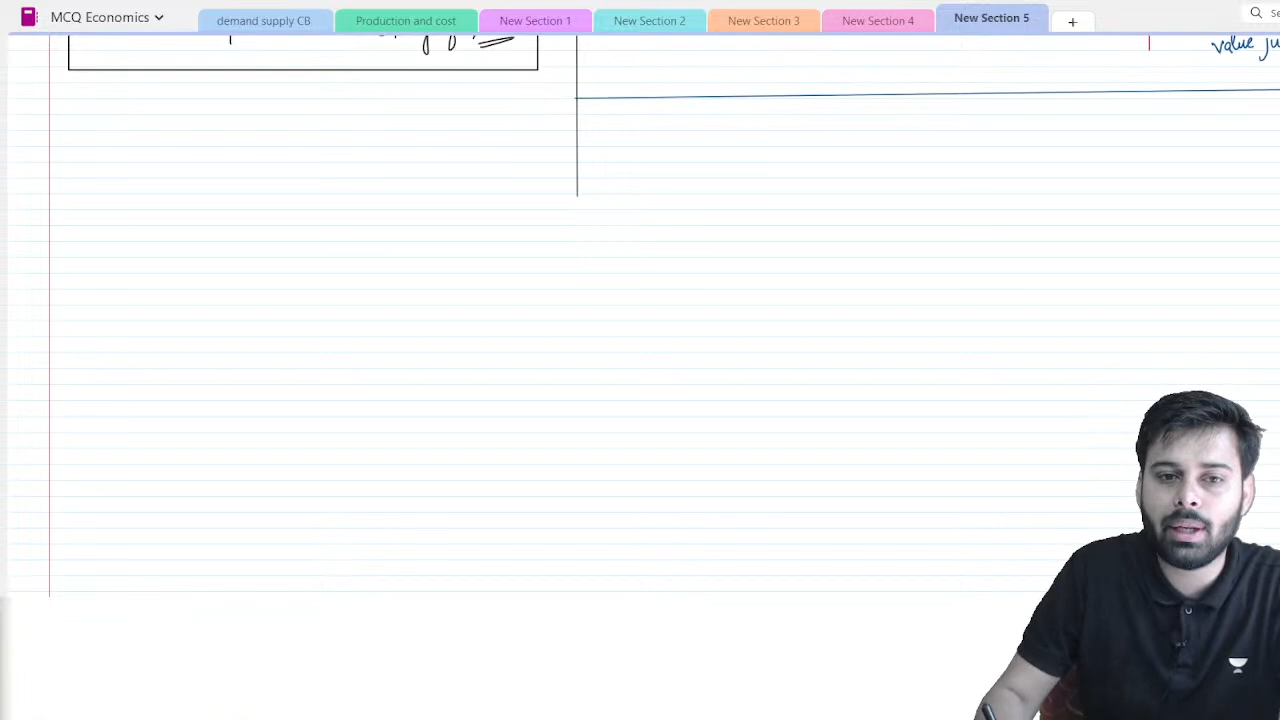 MCQ Economics
demand supply CB
Production and cost
New Section 1
New Section 2
New Section 3
New Section 4
New Section 5
+
value